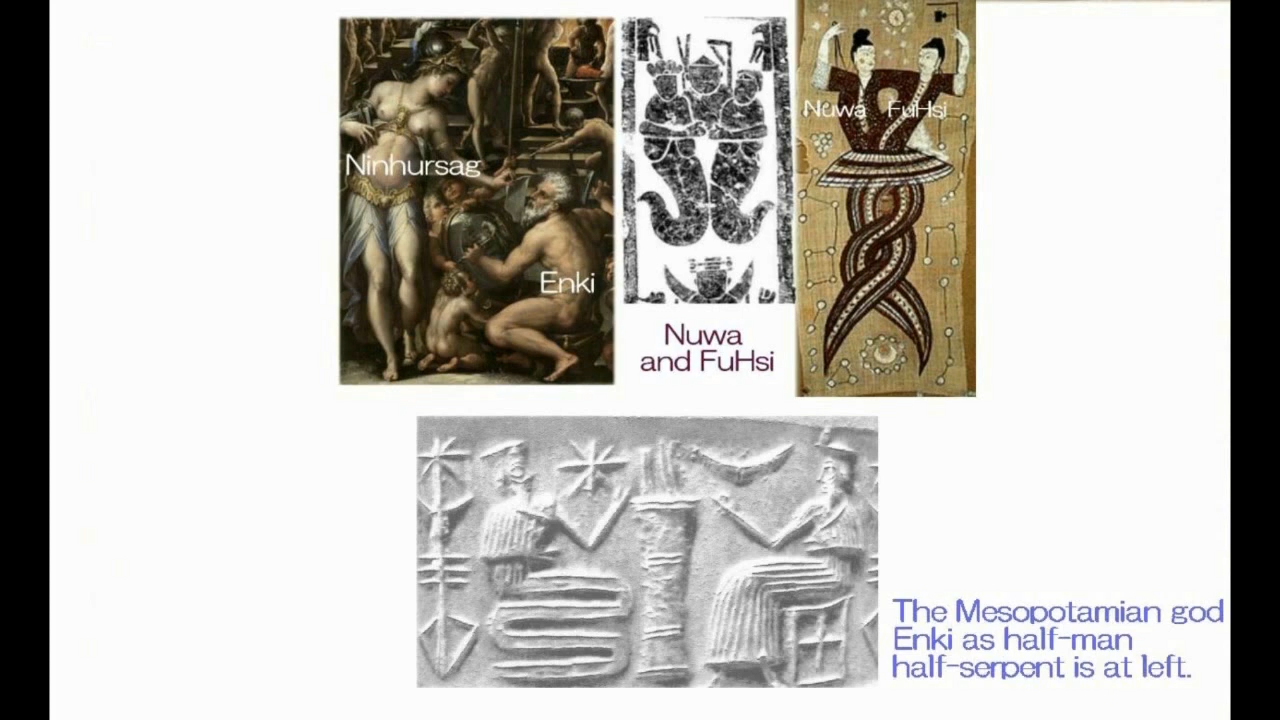 Ninhursag
Enki
Nuwa FuHsi
Nuwa
and FuHsi
The Mesopotamian god
Enki as half-man
half-serpent is at left.